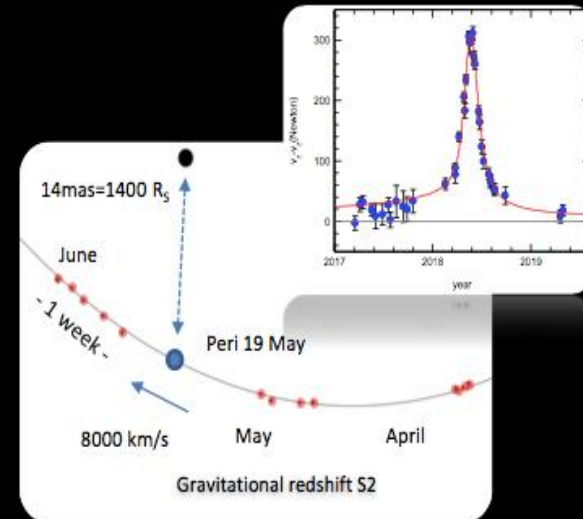 14mas=1400 R_S
June
- 1 week -
Peri 19 May
8000 km/s
May
April
Gravitational redshift S2
300
200
100
0
2017
2018
2019
year